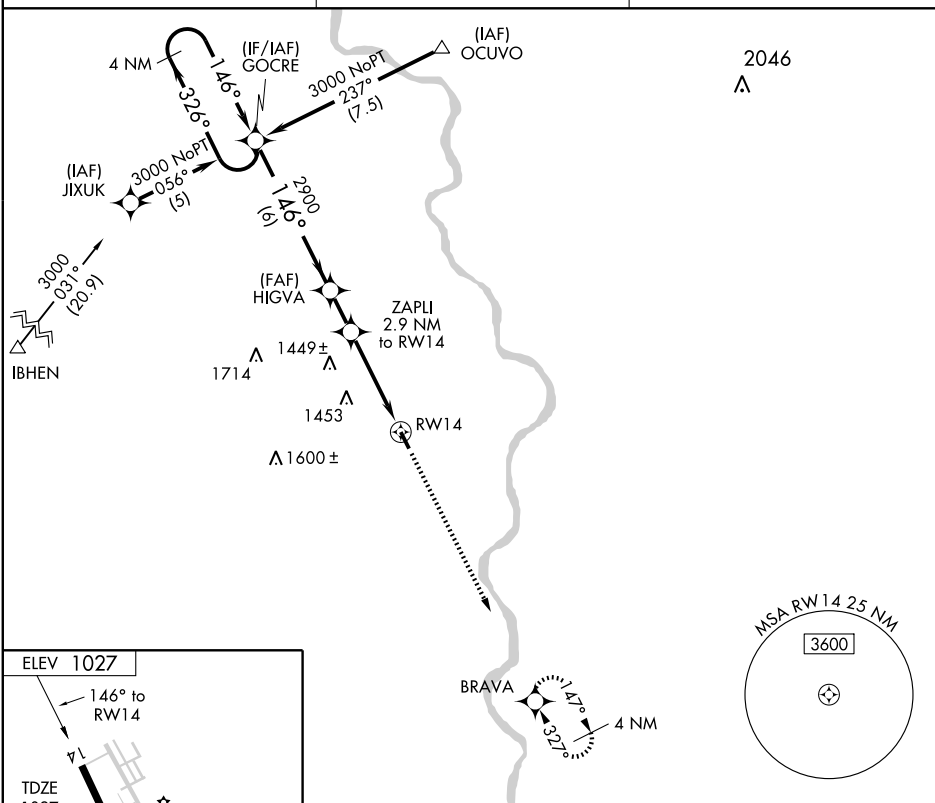 (IAF)
OCUVO
(IF/IAF)
GOCRE
4 NM
146°
326°
3000 NoPT
237°
(7.5)
2046
(IAF)
JIXUK
3000 NoPT
056°
(5)
2900
146°
(6)
3000
031°
(20.9)
IBHEN
(FAF)
HIGVA
ZAPLI
2.9 NM
to RW14
1449±
1714
1453
RW14
1600±
MSA RW14 25 NM
3600
BRAVA
147°
327°
4 NM
ELEV 1027
146° to
RW14
14
TDZE